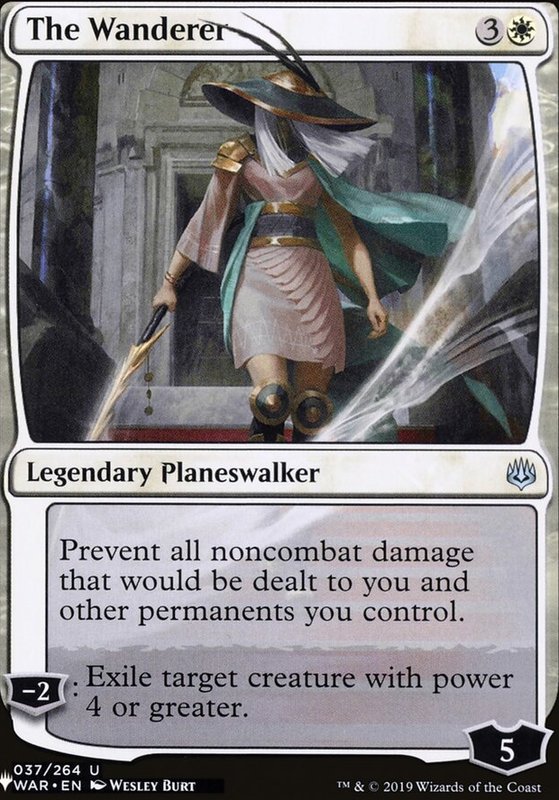 The Wanderer 3
Legendary Planeswalker
Prevent all noncombat damage
that would be dealt to you and
other permanents you control.
-2 : Exile target creature with power
4 or greater.
5
037/264 U
WAR • EN Wesley Burt
™ & © 2019 Wizards of the Coast